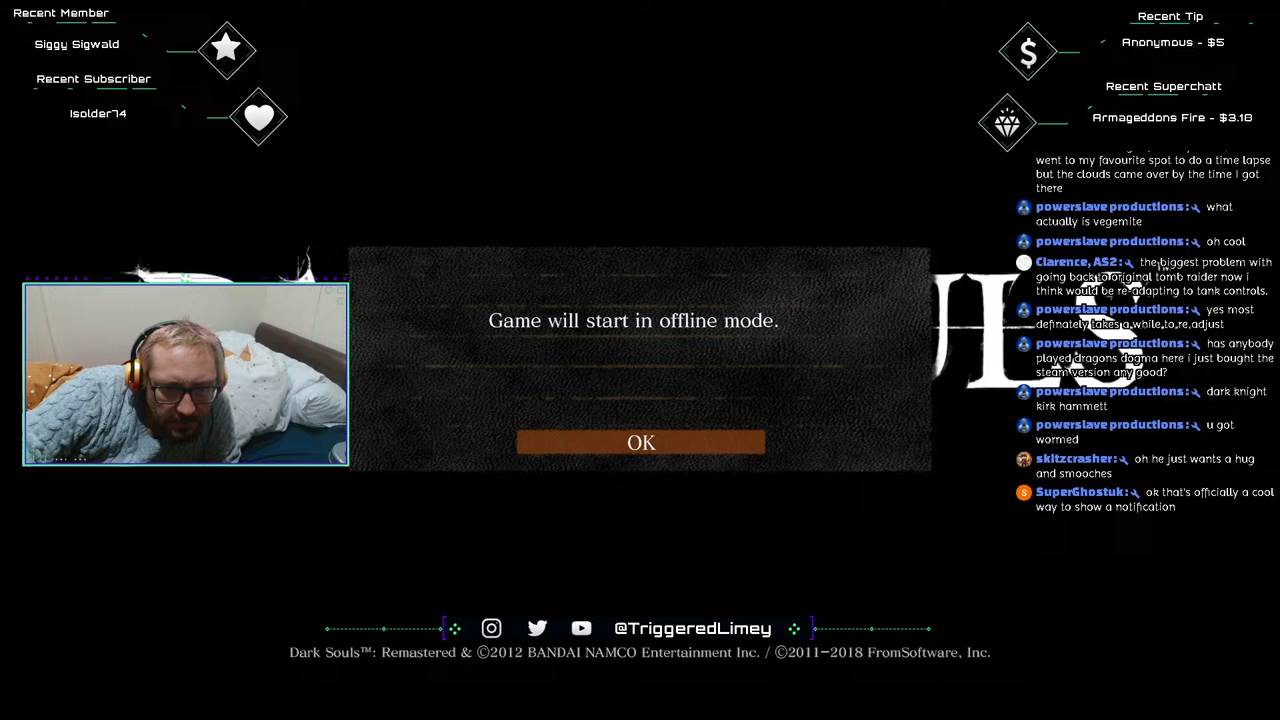 Recent Member
Siggy Sigwald
Recent Subscriber
Isolder74
Recent Tip
Anonymous - $5
Recent Superchatt
Armageddons Fire - $3.18
went to my favourite spot to do a time lapse
but the clouds came over by the time I got
there
powerslave productions: what
actually is vegemite
powerslave productions: oh cool
Clarence, AS2: the biggest problem with
going back to original tomb raider now i
think would be re-adapting to tank controls.
powerslave productions: yes most
definately takes a while to re adjust
powerslave productions: has anybody
played dragons dogma here i just bought the
steam version any good?
powerslave productions: dark knight
kirk hammett
powerslave productions: u got
wormed
skitzcrasher: oh he just wants a hug
and smooches
SuperGhostuk: ok that's officially a cool
way to show a notification
Game will start in offline mode.
OK
@TriggeredLimey
Dark Souls™: Remastered & ©2012 BANDAI NAMCO Entertainment Inc. / ©2011-2018 FromSoftware, Inc.